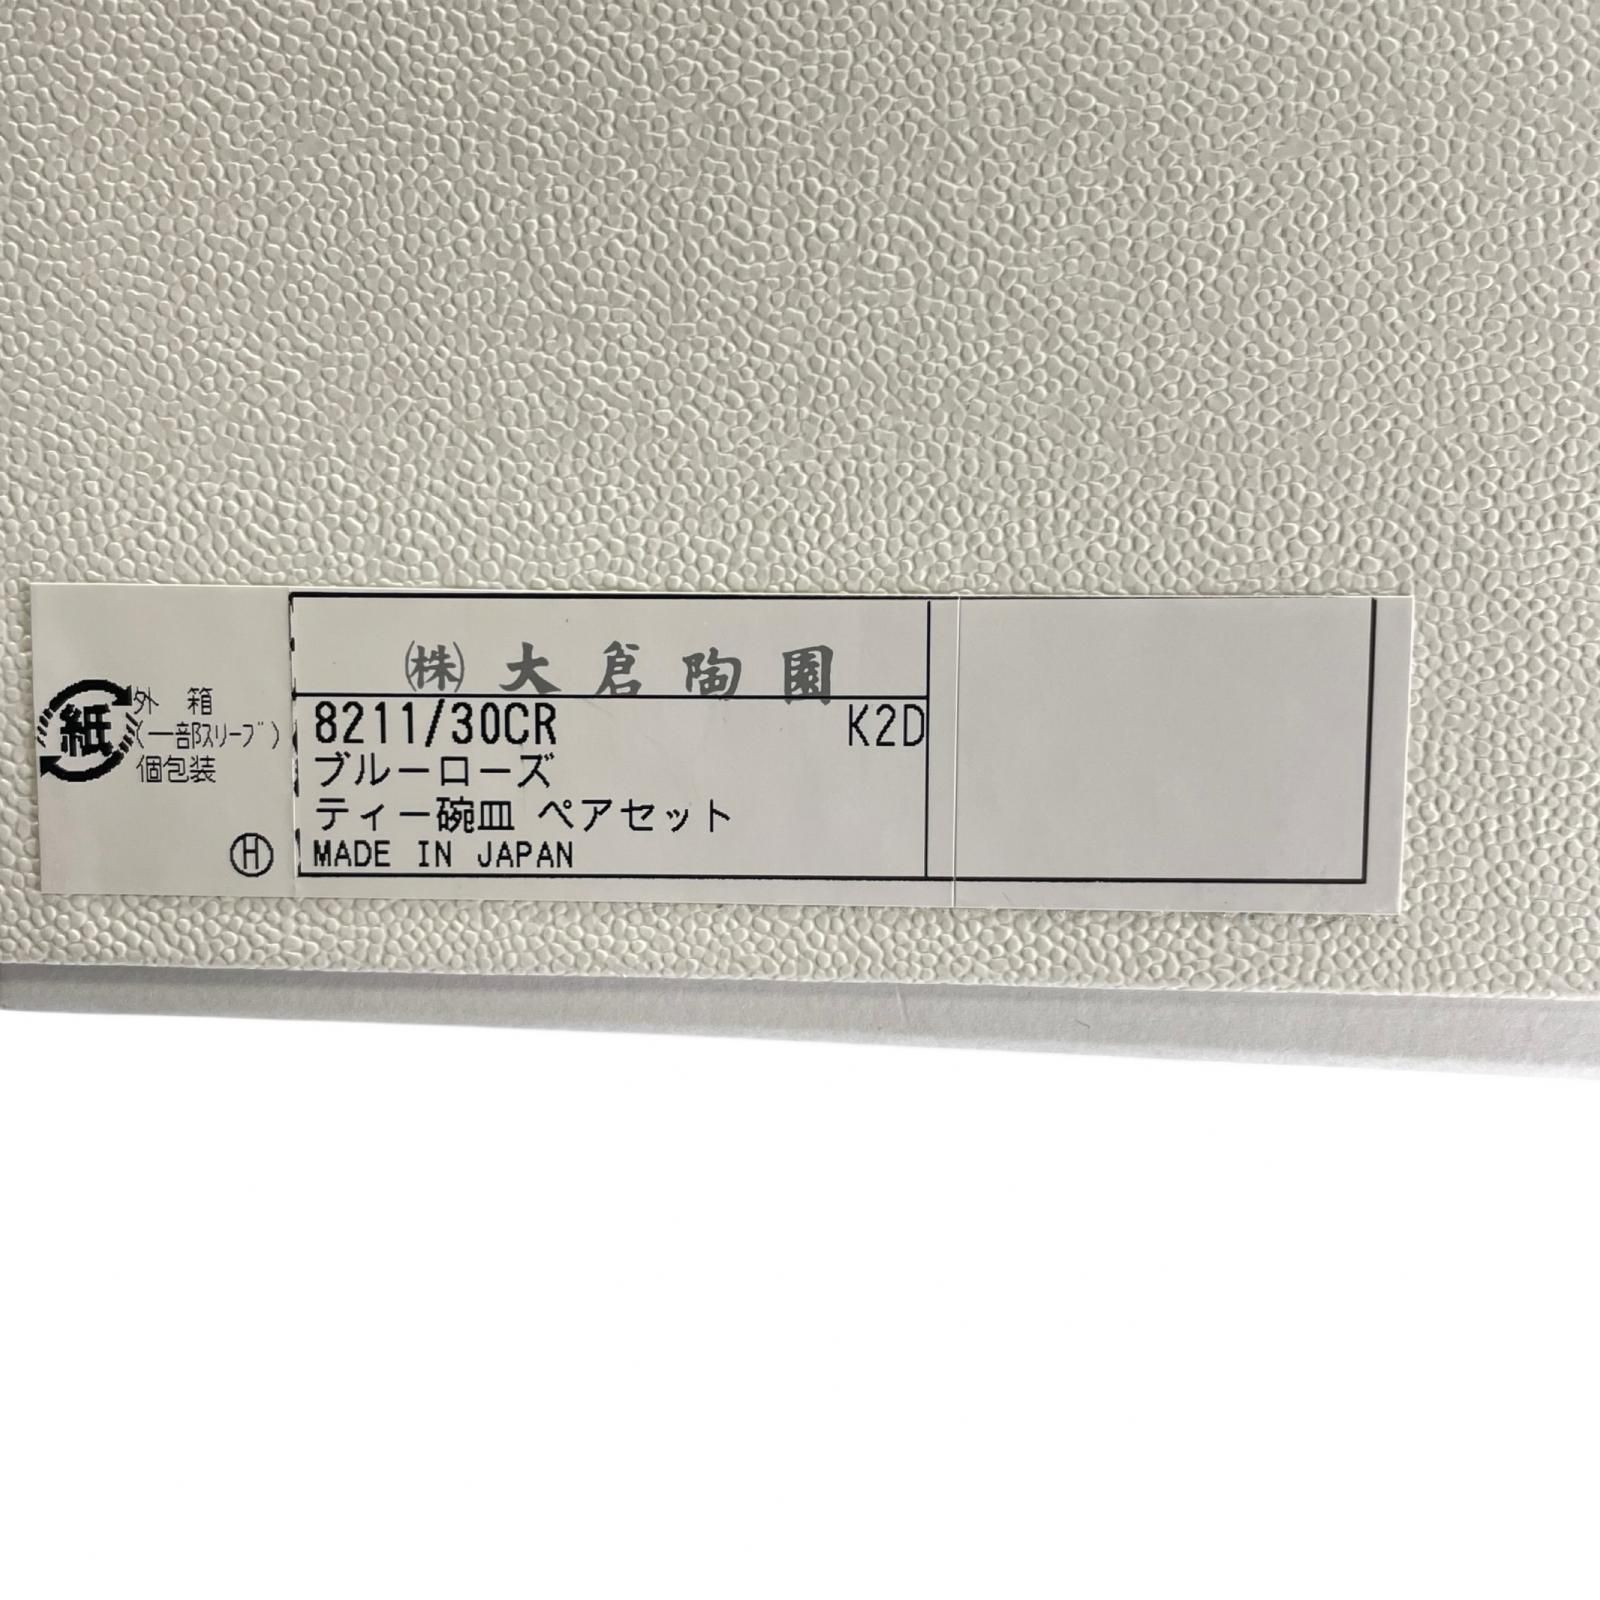 紙
外 箱
(一部ｽﾘｰﾌﾞ)
個包装
H
㈱ 大倉陶園
8211/30CR K2D
ブルーローズ
ティー碗皿 ペアセット
MADE IN JAPAN